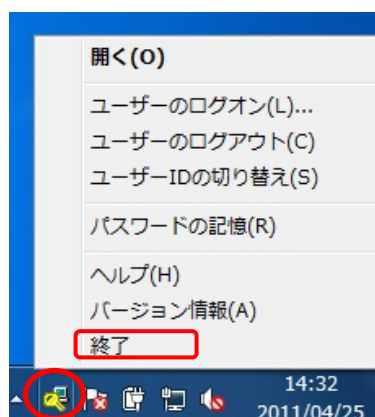 開く(O)
ユーザーのログオン(L)...
ユーザーのログアウト(C)
ユーザーIDの切り替え(S)
パスワードの記憶(R)
ヘルプ(H)
バージョン情報(A)
終了
14:32
2011/04/25